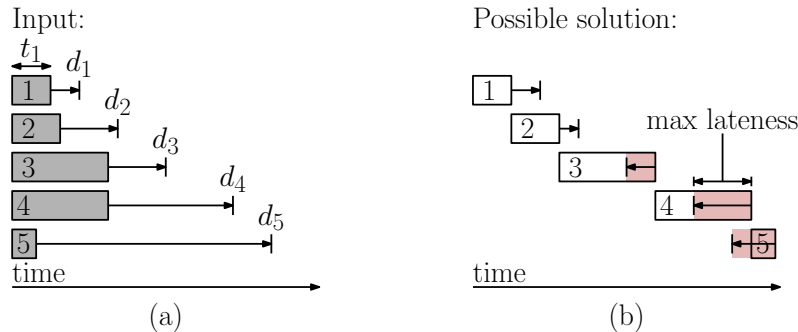 Input:
t₁
d₁
1
d₂
2
d₃
3
d₄
4
d₅
5
time
(a)
Possible solution:
1
2
max lateness
3
4
5
time
(b)